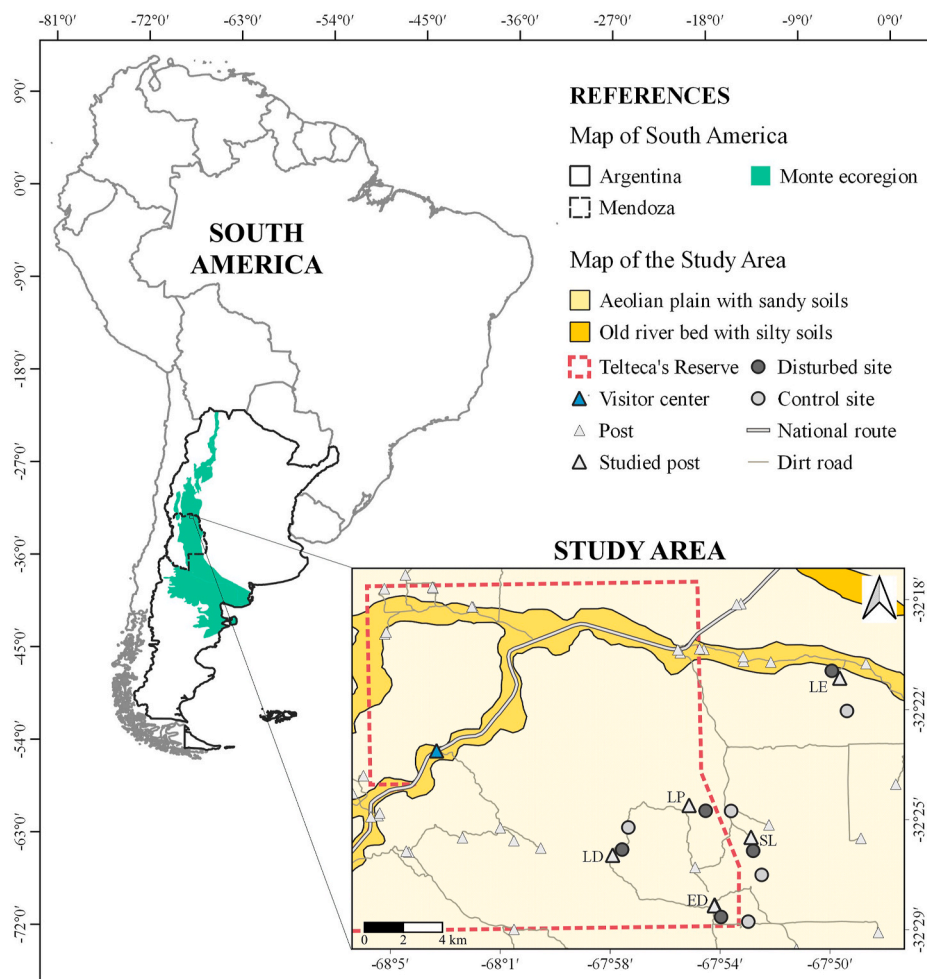 -81°0' -72°0' -63°0' -54°0' -45°0' -36°0' -27°0' -18°0' -9°0' 0°0'
9°0'
0°0'
-9°0'
-18°0'
-27°0'
-36°0'
-45°0'
-54°0'
-63°0'
-72°0'
SOUTH
AMERICA
REFERENCES
Map of South America
Argentina Monte ecoregion
Mendoza
Map of the Study Area
Aeolian plain with sandy soils
Old river bed with silty soils
Telteca's Reserve Disturbed site
Visitor center Control site
Post National route
Studied post Dirt road
STUDY AREA
LE
LP
SL
LD
ED
0 2 4 km
-32°18'
-32°22'
-32°25'
-32°29'
-68°5' -68°1' -67°58' -67°54' -67°50'